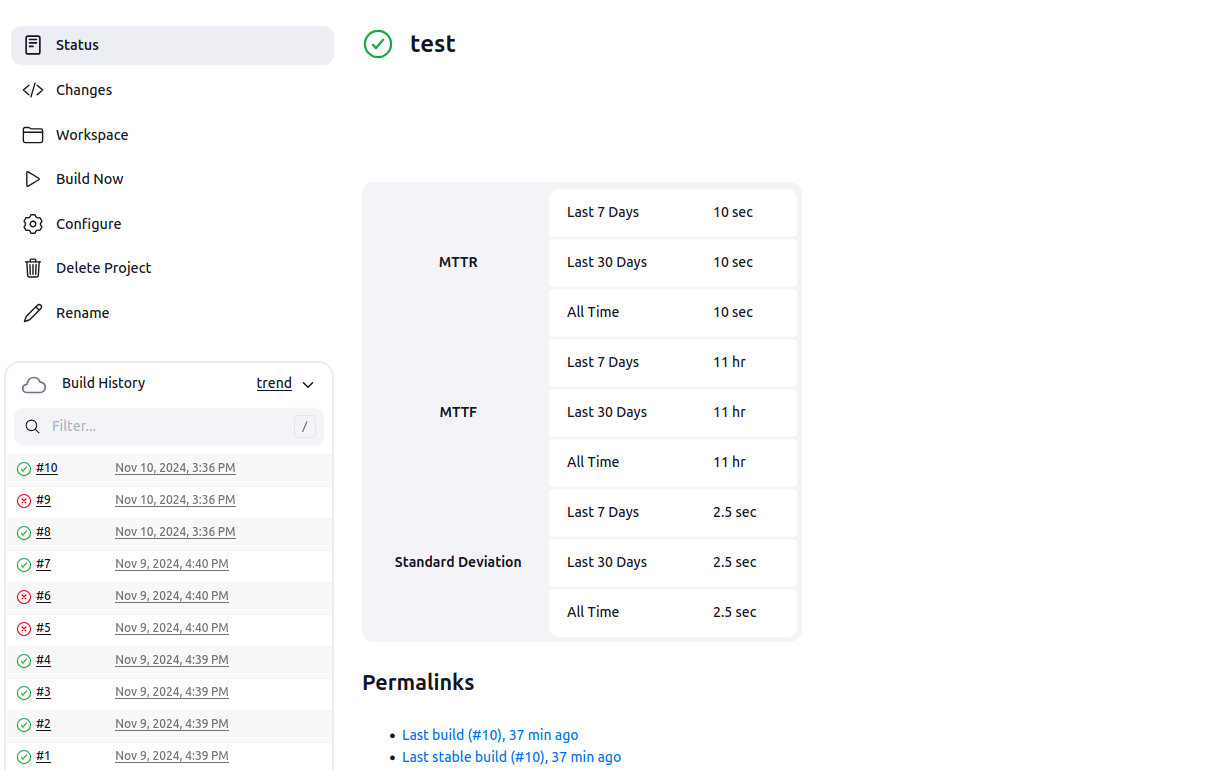 Status
Changes
Workspace
Build Now
Configure
Delete Project
Rename
Build History trend
Filter... /
#10 Nov 10, 2024, 3:36 PM
#9 Nov 10, 2024, 3:36 PM
#8 Nov 10, 2024, 3:36 PM
#7 Nov 9, 2024, 4:40 PM
#6 Nov 9, 2024, 4:40 PM
#5 Nov 9, 2024, 4:40 PM
#4 Nov 9, 2024, 4:39 PM
#3 Nov 9, 2024, 4:39 PM
#2 Nov 9, 2024, 4:39 PM
#1 Nov 9, 2024, 4:39 PM
test
MTTR
Last 7 Days 10 sec
Last 30 Days 10 sec
All Time 10 sec
MTTF
Last 7 Days 11 hr
Last 30 Days 11 hr
All Time 11 hr
Standard Deviation
Last 7 Days 2.5 sec
Last 30 Days 2.5 sec
All Time 2.5 sec
Permalinks
• Last build (#10), 37 min ago
• Last stable build (#10), 37 min ago